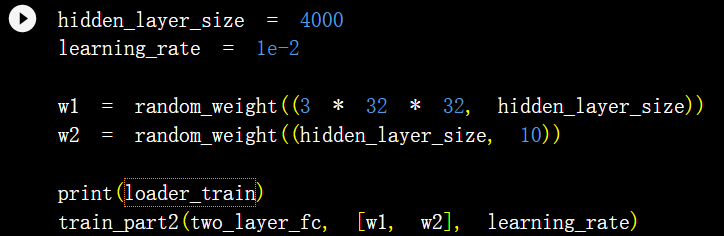 hidden_layer_size = 4000
learning_rate = 1e-2
w1 = random_weight((3 * 32 * 32, hidden_layer_size))
w2 = random_weight((hidden_layer_size, 10))
print(loader_train)
train_part2(two_layer_fc, [w1, w2], learning_rate)